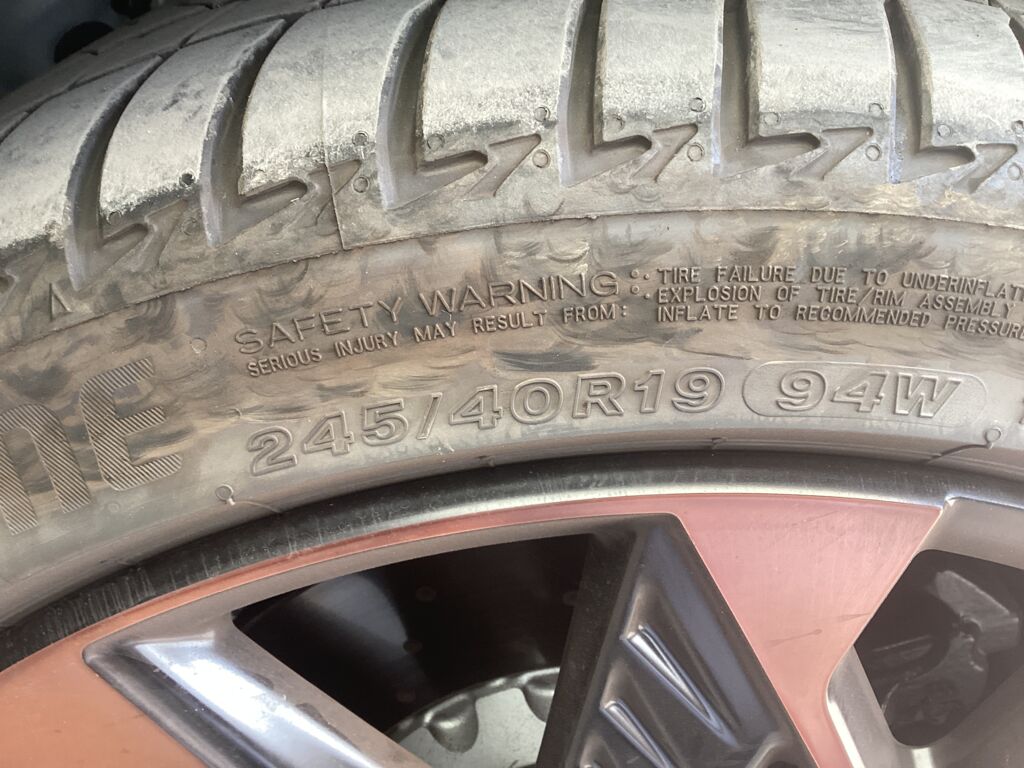 SAFETY WARNING:
SERIOUS INJURY MAY RESULT FROM:
TIRE FAILURE DUE TO UNDERINFLAT
EXPLOSION OF TIRE/RIM ASSEMBLY
INFLATE TO RECOMMENDED PRESSURE
245/40R19 94W